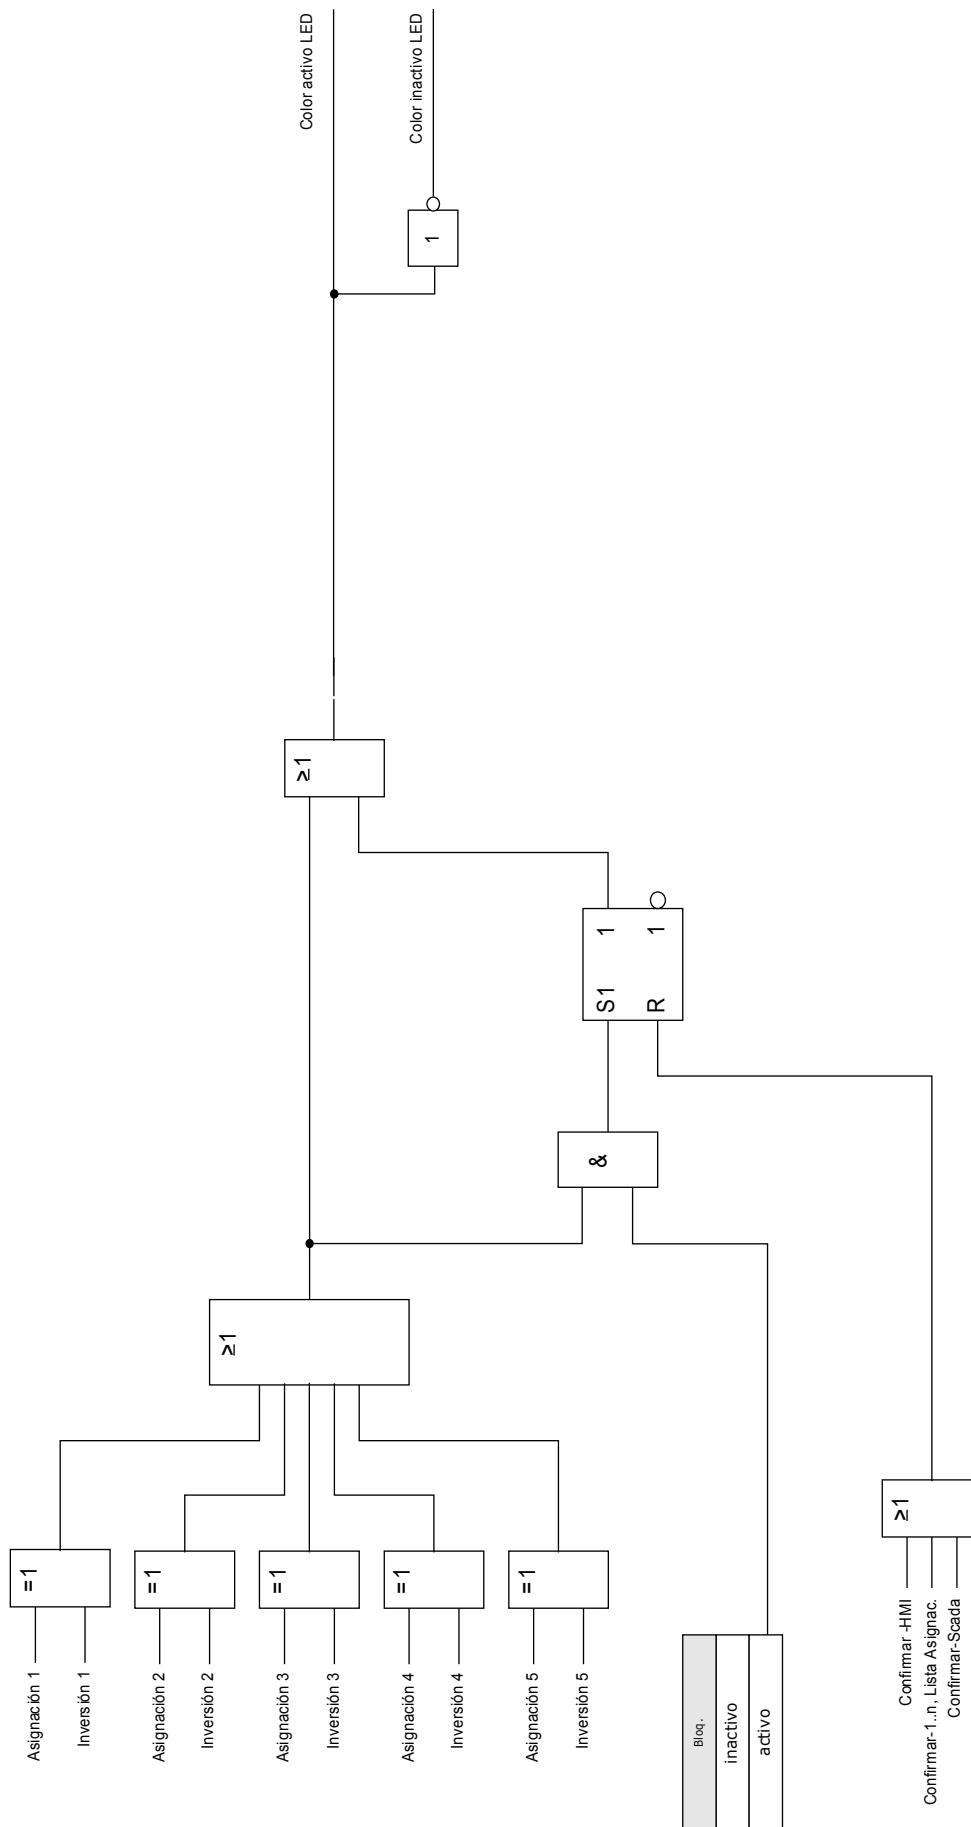 Asignación 1
Inversión 1
Asignación 2
Inversión 2
Asignación 3
Inversión 3
Asignación 4
Inversión 4
Asignación 5
Inversión 5
=1
=1
=1
=1
=1
≥1
Bloq.
inactivo
activo
&
S1 1
R 1
Confirmar -HMI
Confirmar-1..n, Lista Asignac.
Confirmar-Scada
≥1
≥1
1
Color activo LED
Color inactivo LED